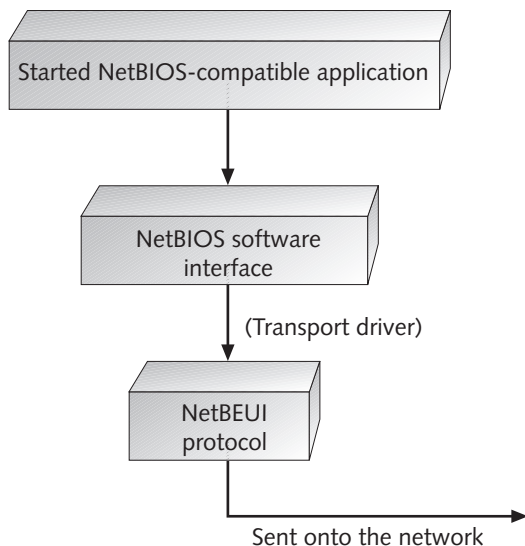 Started NetBIOS-compatible application
NetBIOS software
interface
(Transport driver)
NetBEUI
protocol
Sent onto the network